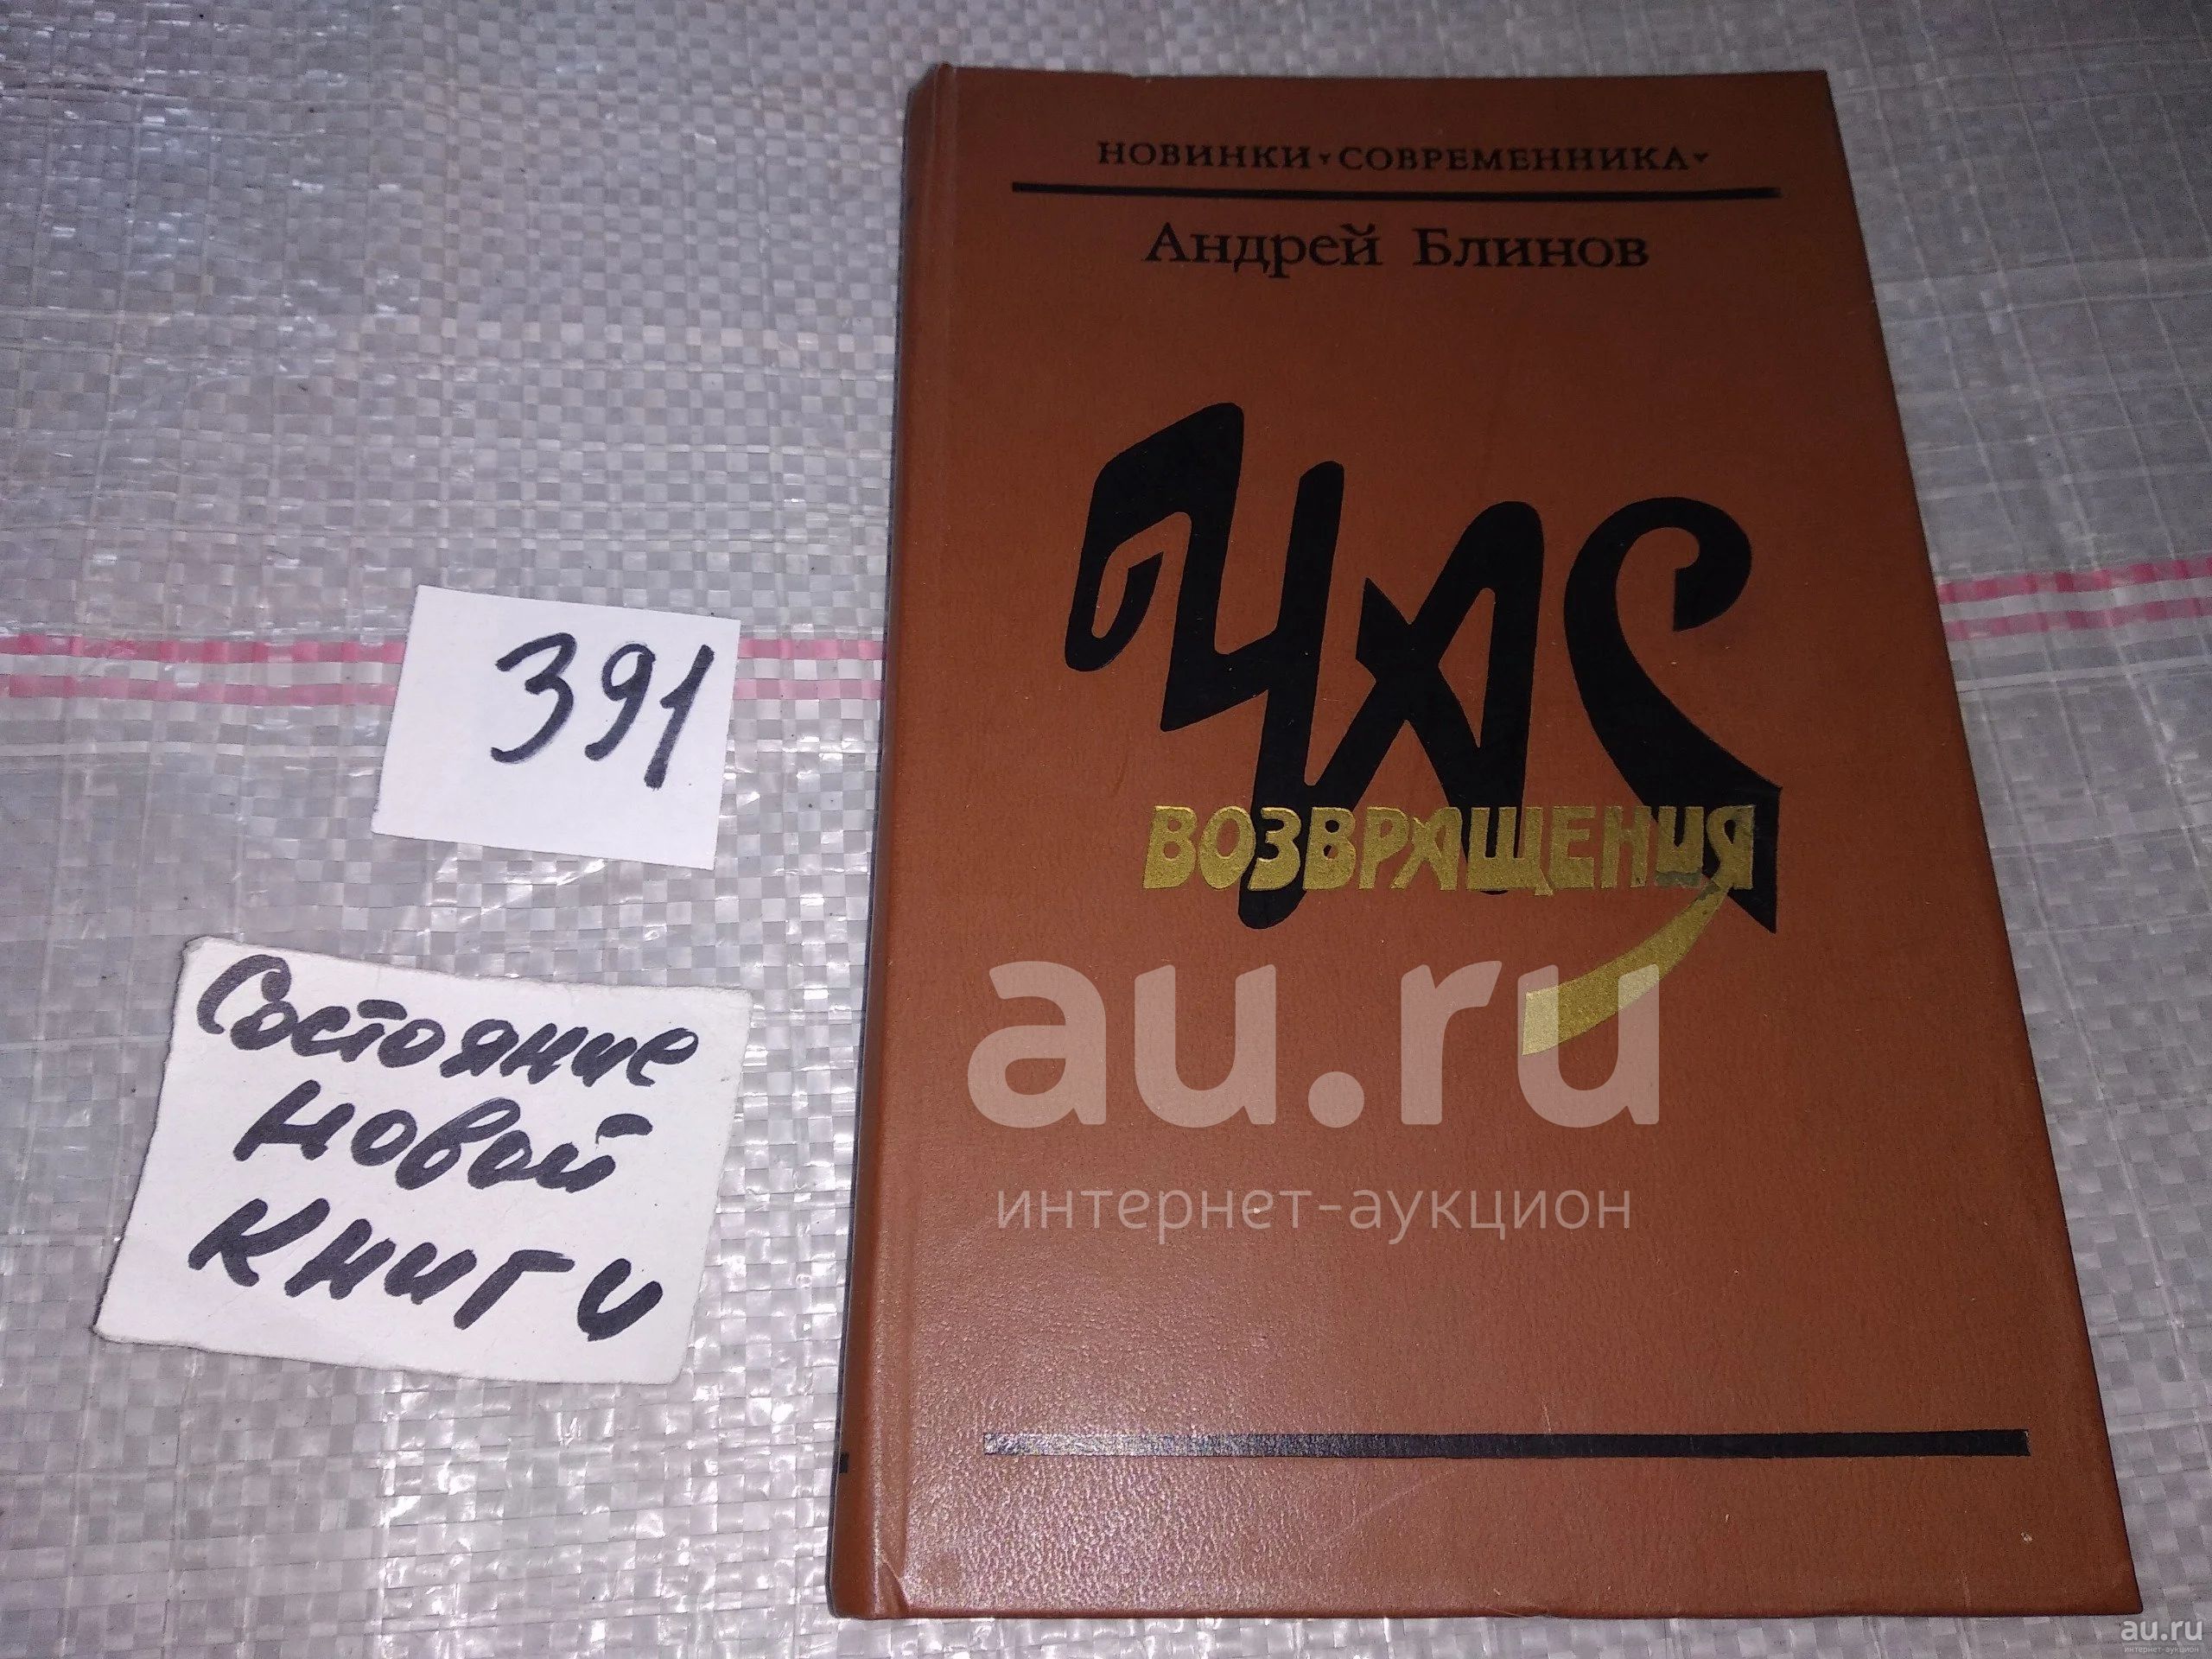 НОВИНКИ СОВРЕМЕННИКА
Андрей Блинов
ЧАС
ВОЗВРАЩЕНИЯ
391
Состояние
новой
книги
au.ru
интернет-аукцион
au.ru
интернет-аукцион